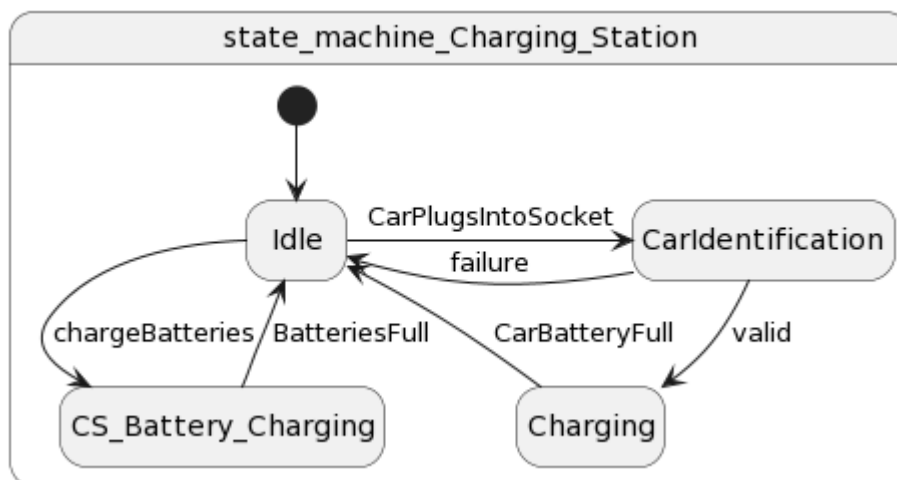 state_machine_Charging_Station
CarPlugsIntoSocket
Idle
CarIdentification
failure
chargeBatteries
BatteriesFull
CarBatteryFull
valid
CS_Battery_Charging
Charging